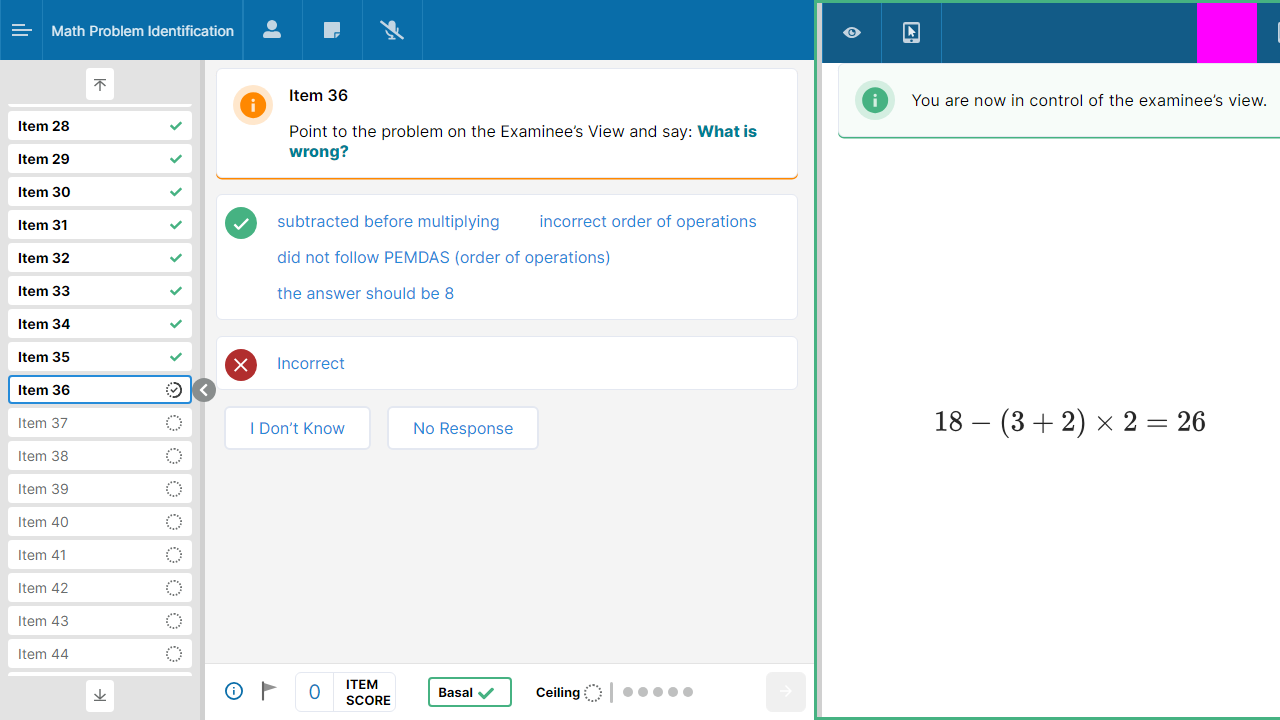 Math Problem Identification
Item 28
Item 29
Item 30
Item 31
Item 32
Item 33
Item 34
Item 35
Item 36
Item 37
Item 38
Item 39
Item 40
Item 41
Item 42
Item 43
Item 44
Item 36
Point to the problem on the Examinee’s View and say: What is
wrong?
subtracted before multiplying incorrect order of operations
did not follow PEMDAS (order of operations)
the answer should be 8
Incorrect
I Don’t Know No Response
0 ITEM
SCORE
Basal
Ceiling
You are now in control of the examinee’s view.
18 − (3 + 2) × 2 = 26